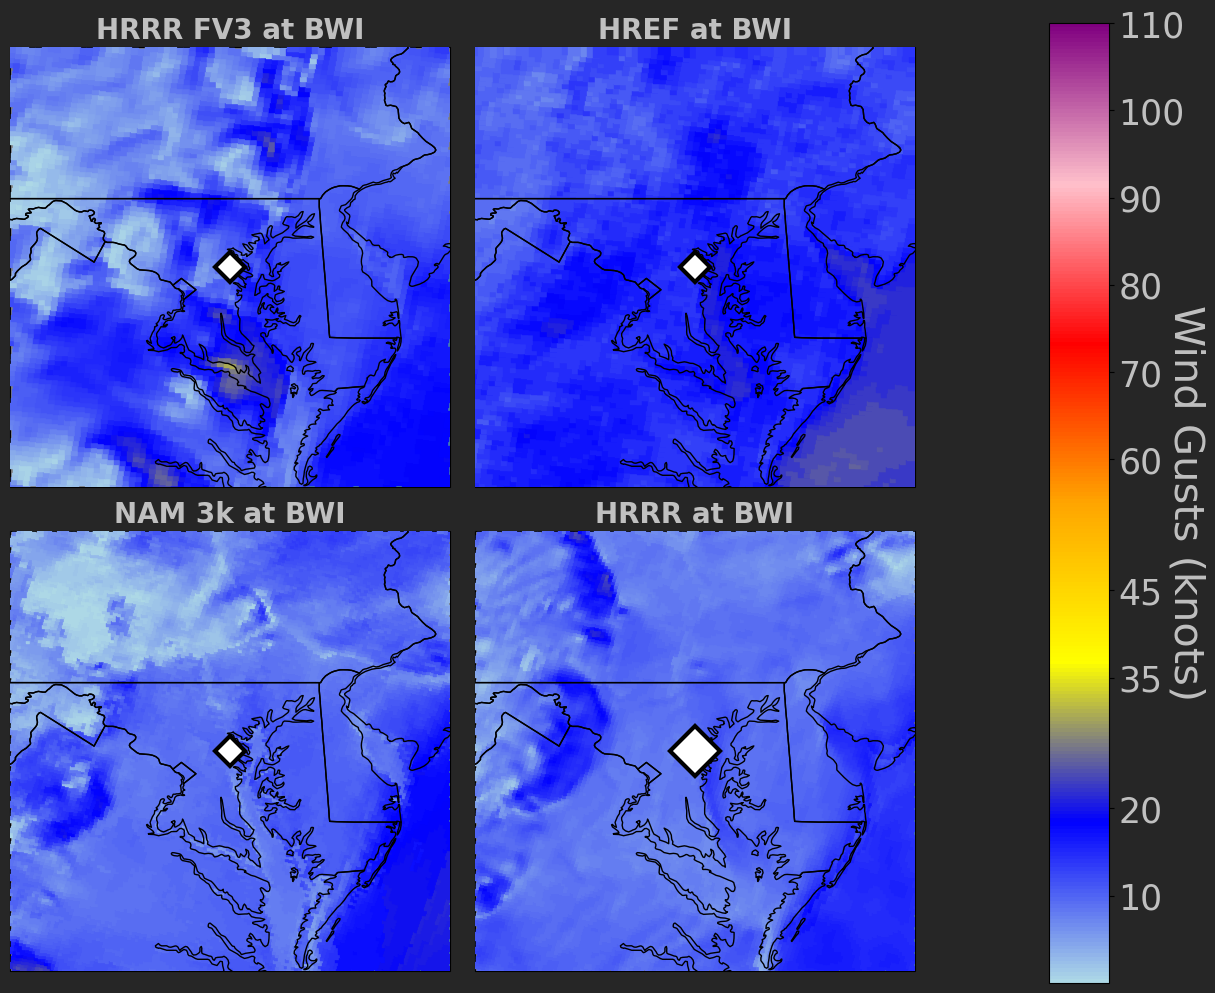 HRRR FV3 at BWI
HREF at BWI
NAM 3k at BWI
HRRR at BWI
110
100
90
80
70
60
45
35
20
10
Wind Gusts (knots)